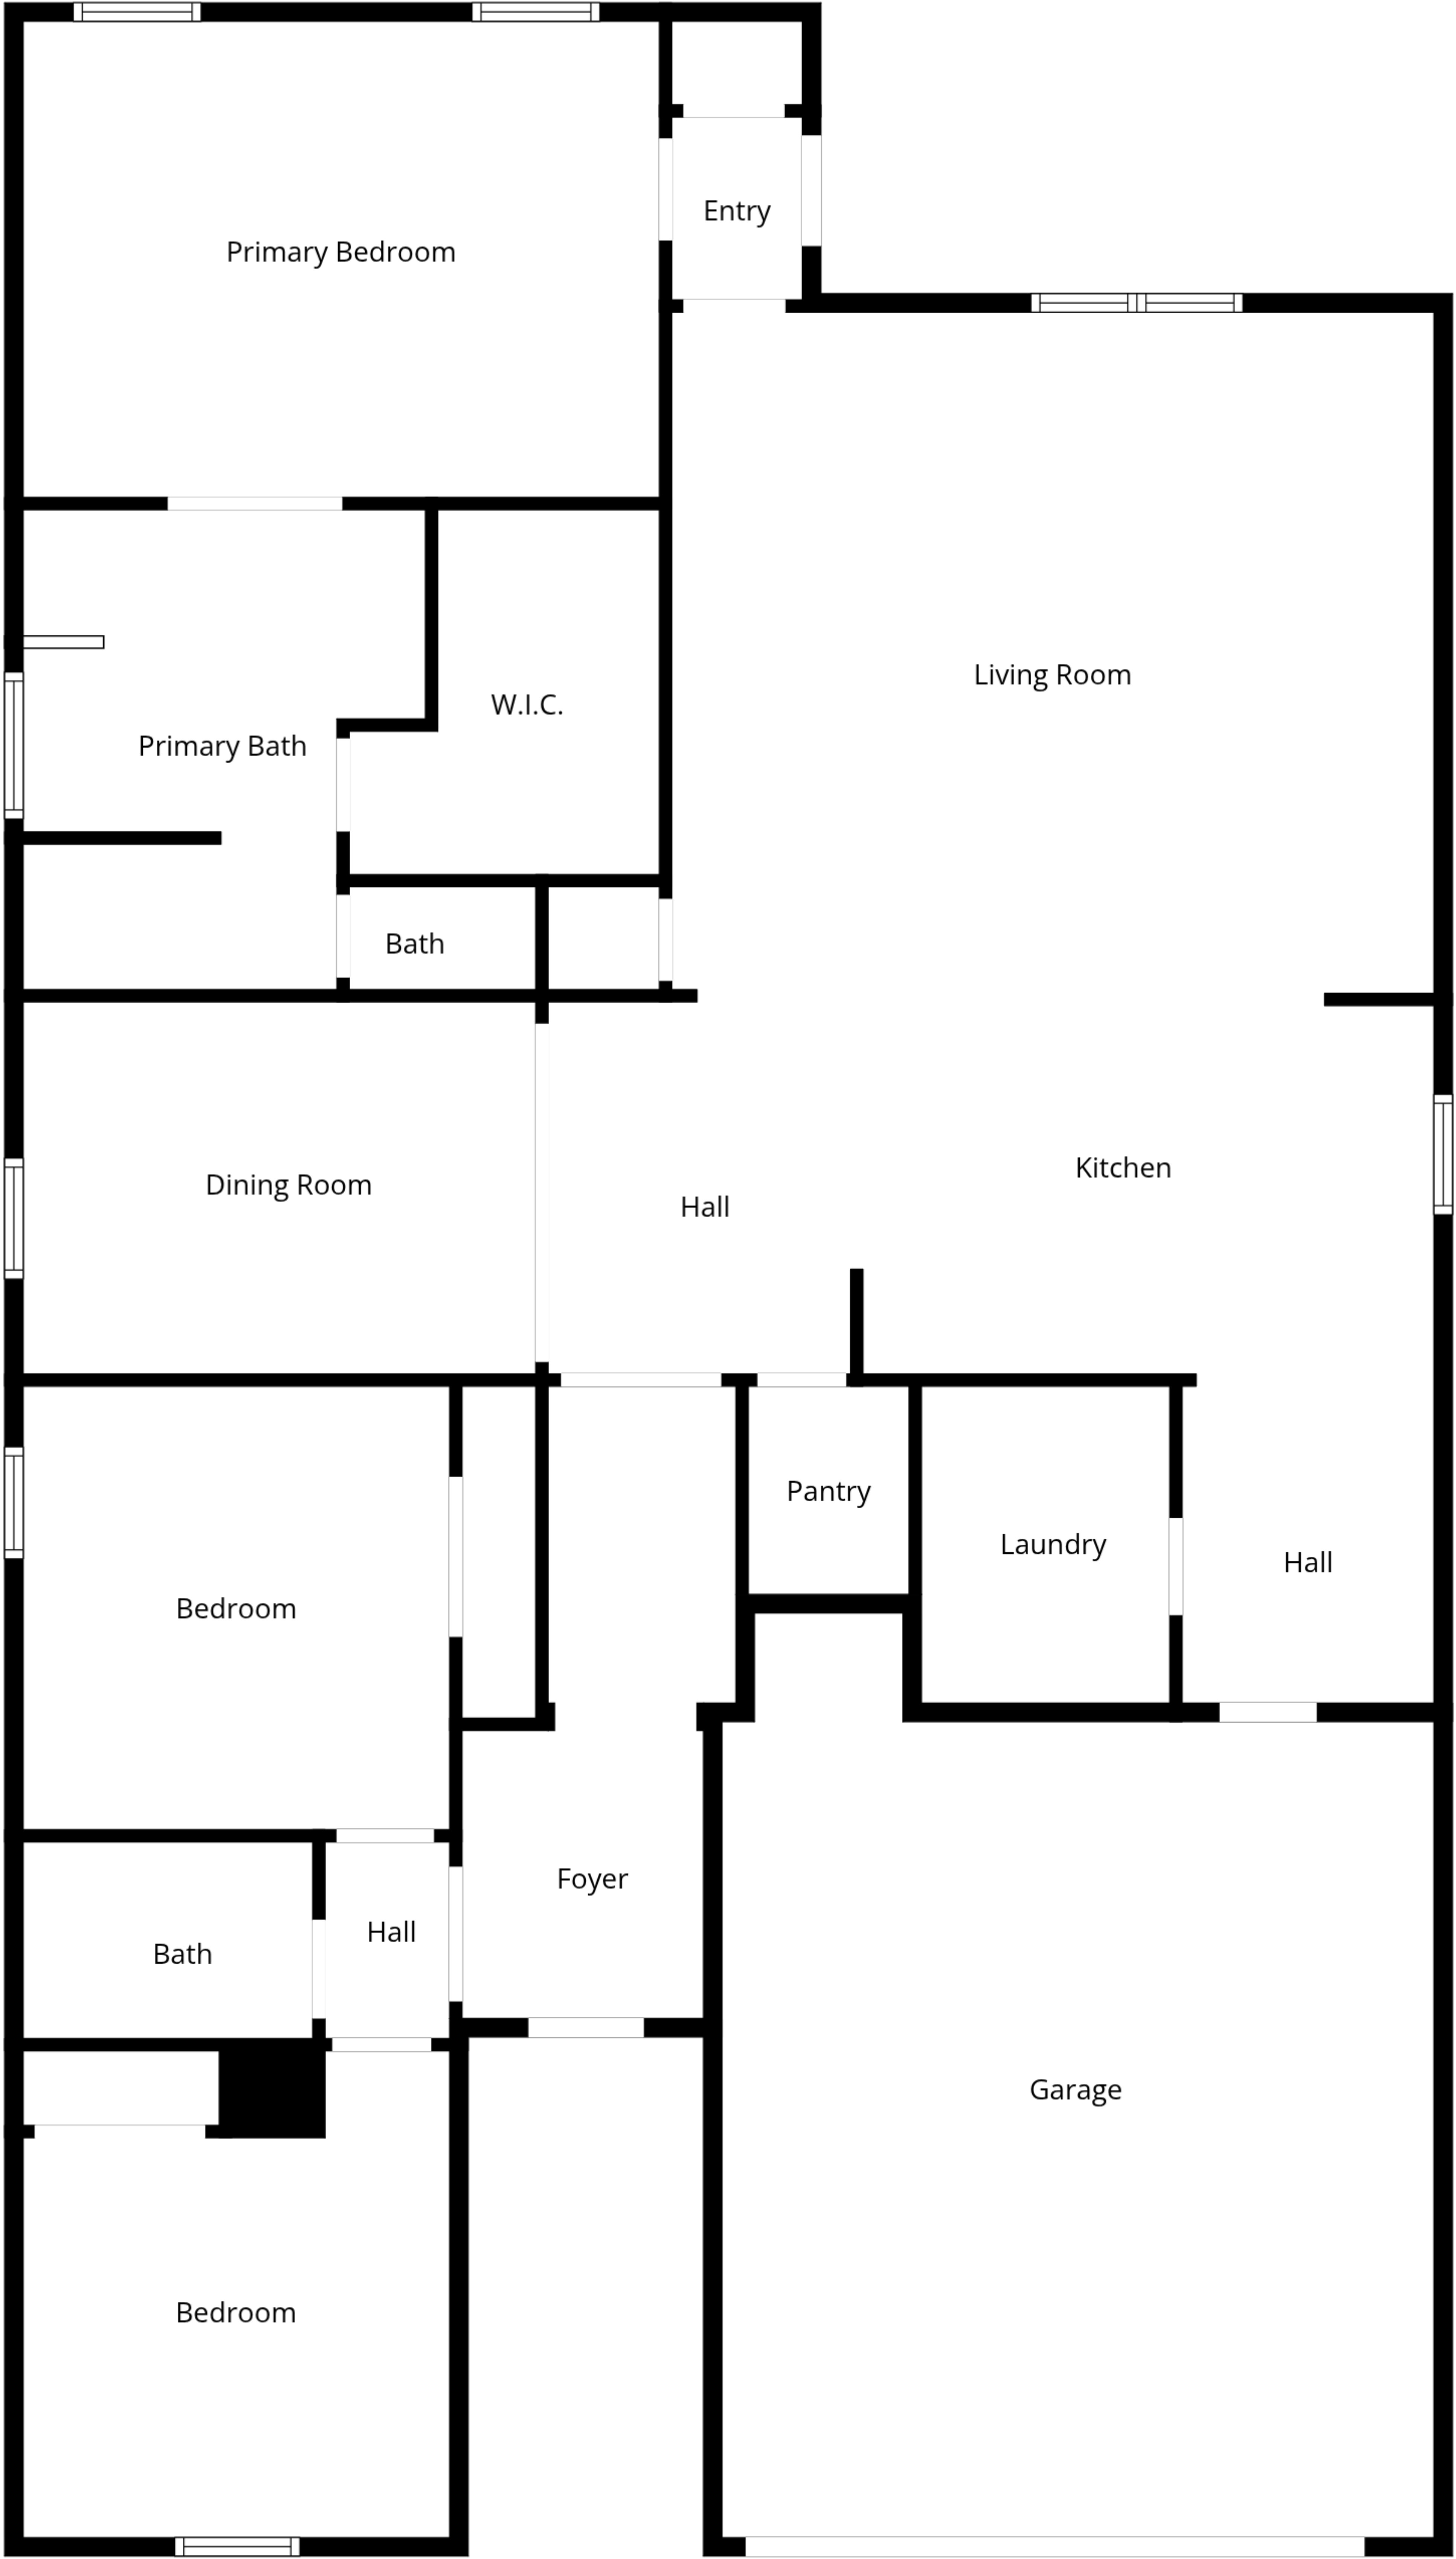 Entry
Primary Bedroom
Living Room
W.I.C.
Primary Bath
Bath
Kitchen
Dining Room
Hall
Pantry
Laundry
Hall
Bedroom
Foyer
Hall
Bath
Garage
Bedroom